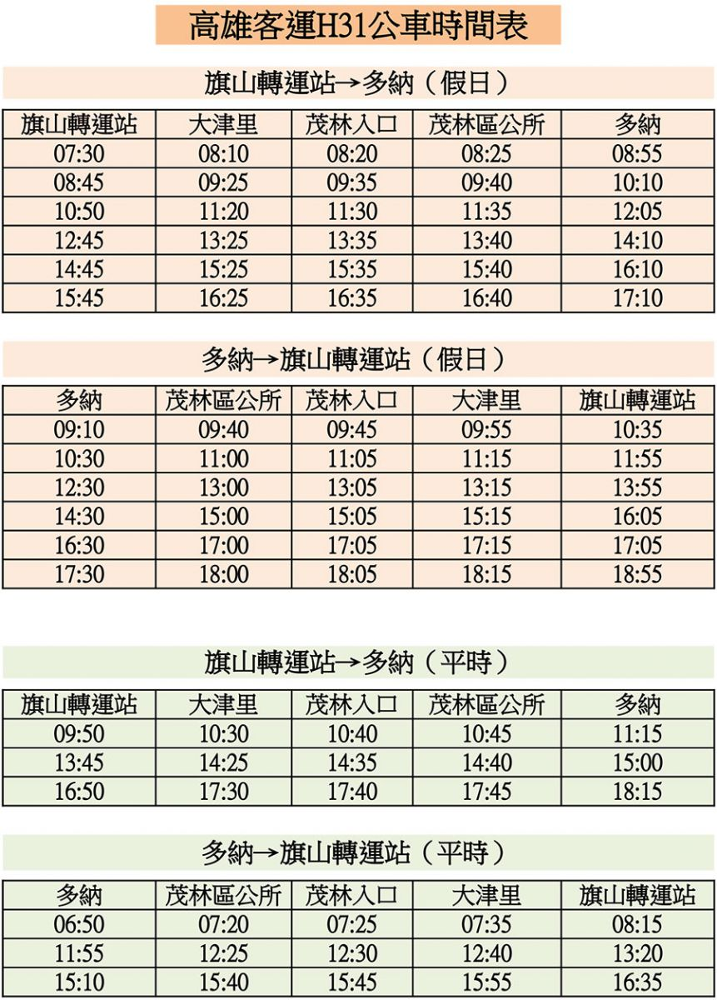 高雄客運H31公車時間表
旗山轉運站→多納（假日）
旗山轉運站 大津里 茂林入口 茂林區公所 多納
07:30 08:10 08:20 08:25 08:55
08:45 09:25 09:35 09:40 10:10
10:50 11:20 11:30 11:35 12:05
12:45 13:25 13:35 13:40 14:10
14:45 15:25 15:35 15:40 16:10
15:45 16:25 16:35 16:40 17:10
多納→旗山轉運站（假日）
多納 茂林區公所 茂林入口 大津里 旗山轉運站
09:10 09:40 09:45 09:55 10:35
10:30 11:00 11:05 11:15 11:55
12:30 13:00 13:05 13:15 13:55
14:30 15:00 15:05 15:15 16:05
16:30 17:00 17:05 17:15 17:05
17:30 18:00 18:05 18:15 18:55
旗山轉運站→多納（平時）
旗山轉運站 大津里 茂林入口 茂林區公所 多納
09:50 10:30 10:40 10:45 11:15
13:45 14:25 14:35 14:40 15:00
16:50 17:30 17:40 17:45 18:15
多納→旗山轉運站（平時）
多納 茂林區公所 茂林入口 大津里 旗山轉運站
06:50 07:20 07:25 07:35 08:15
11:55 12:25 12:30 12:40 13:20
15:10 15:40 15:45 15:55 16:35